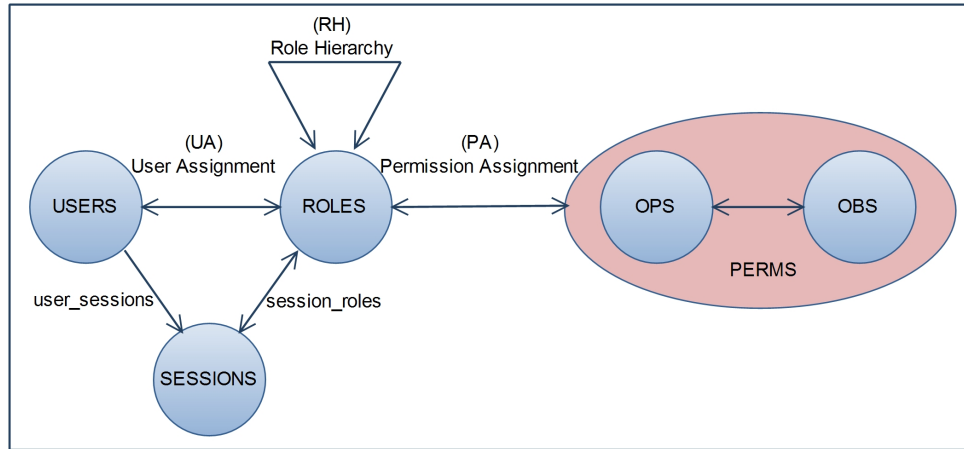 (RH)
Role Hierarchy
(UA)
User Assignment
(PA)
Permission Assignment
USERS
ROLES
OPS
OBS
PERMS
user_sessions
session_roles
SESSIONS